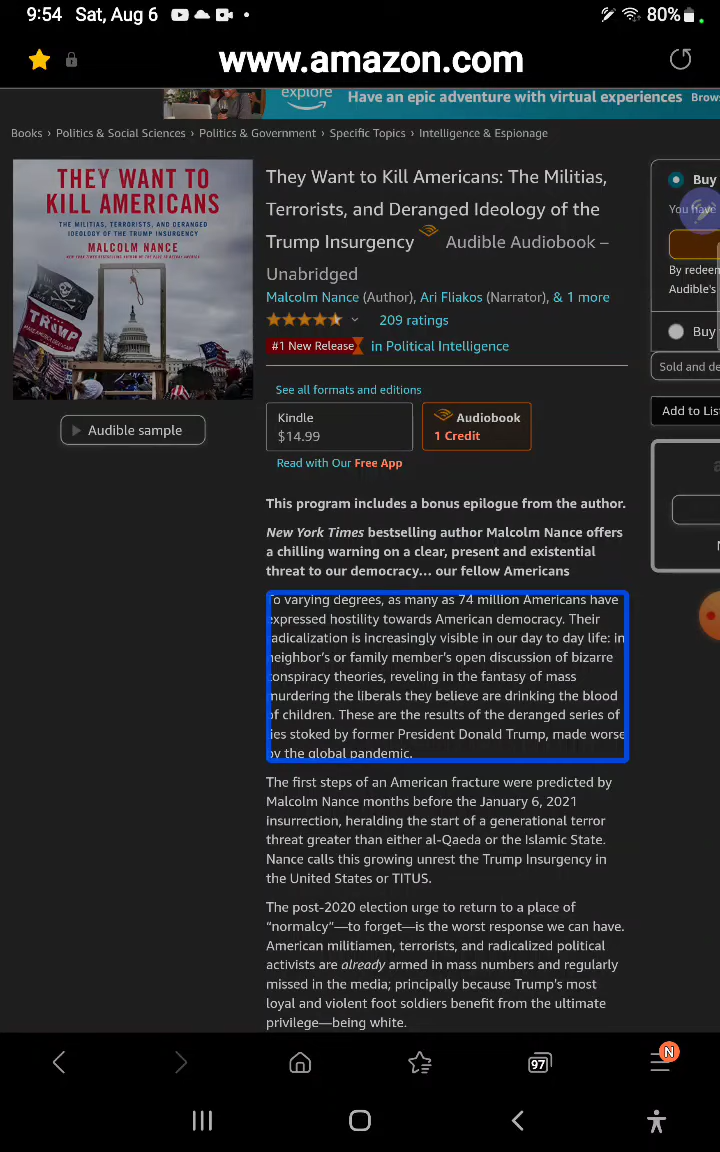 9:54 Sat, Aug 6 80%
www.amazon.com
explore Have an epic adventure with virtual experiences
Books › Politics & Social Sciences › Politics & Government › Specific Topics › Intelligence & Espionage
THEY WANT TO
KILL AMERICANS
THE MILITIAS, TERRORISTS, AND DERANGED
IDEOLOGY OF THE TRUMP INSURGENCY
MALCOLM NANCE
TRUMP
Audible sample
They Want to Kill Americans: The Militias,
Terrorists, and Deranged Ideology of the
Trump Insurgency Audible Audiobook –
Unabridged
Malcolm Nance (Author), Ari Fliakos (Narrator), & 1 more
209 ratings
#1 New Release in Political Intelligence
See all formats and editions
Kindle
$14.99
Audiobook
1 Credit
Read with Our Free App
This program includes a bonus epilogue from the author.
New York Times bestselling author Malcolm Nance offers
a chilling warning on a clear, present and existential
threat to our democracy... our fellow Americans
To varying degrees, as many as 74 million Americans have
expressed hostility towards American democracy. Their
radicalization is increasingly visible in our day to day life: in
neighbor's or family member's open discussion of bizarre
conspiracy theories, reveling in the fantasy of mass
murdering the liberals they believe are drinking the blood
of children. These are the results of the deranged series of
lies stoked by former President Donald Trump, made worse
by the global pandemic.
The first steps of an American fracture were predicted by
Malcolm Nance months before the January 6, 2021
insurrection, heralding the start of a generational terror
threat greater than either al-Qaeda or the Islamic State.
Nance calls this growing unrest the Trump Insurgency in
the United States or TITUS.
The post-2020 election urge to return to a place of
“normalcy”—to forget—is the worst response we can have.
American militiamen, terrorists, and radicalized political
activists are already armed in mass numbers and regularly
missed in the media; principally because Trump's most
loyal and violent foot soldiers benefit from the ultimate
privilege—being white.
Buy
You have
By redee
Audible's
Buy
Sold and de
Add to Lis
97
N